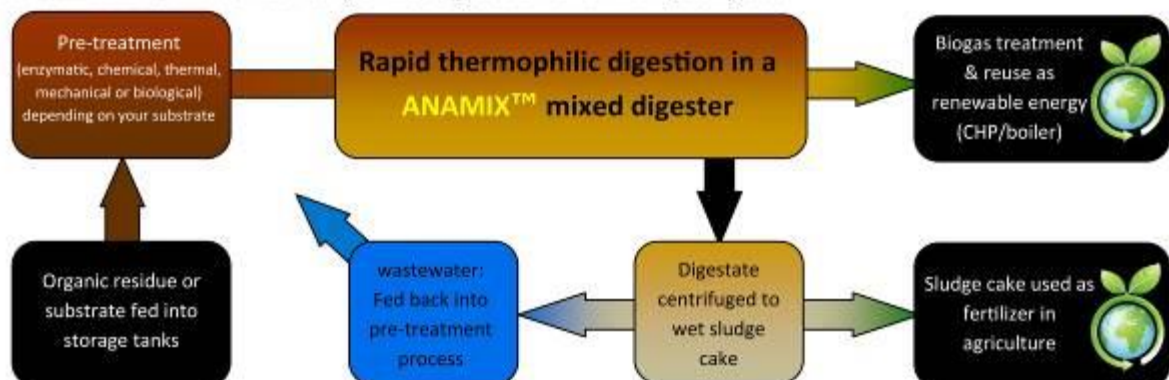 Pre-treatment
(enzymatic, chemical, thermal,
mechanical or biological)
depending on your substrate
Rapid thermophilic digestion in a
ANAMIX™ mixed digester
Biogas treatment
& reuse as
renewable energy
(CHP/boiler)
Organic residue or
substrate fed into
storage tanks
wastewater:
Fed back into
pre-treatment
process
Digestate
centrifuged to
wet sludge
cake
Sludge cake used as
fertilizer in
agriculture